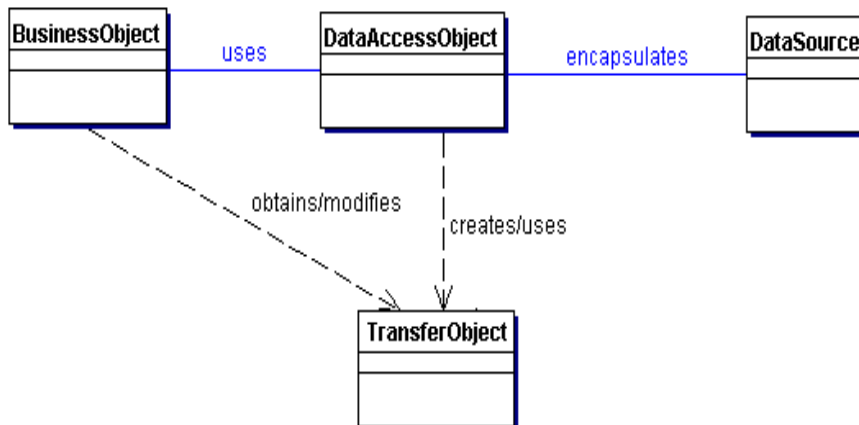 BusinessObject
uses
DataAccessObject
encapsulates
DataSource
obtains/modifies
creates/uses
TransferObject